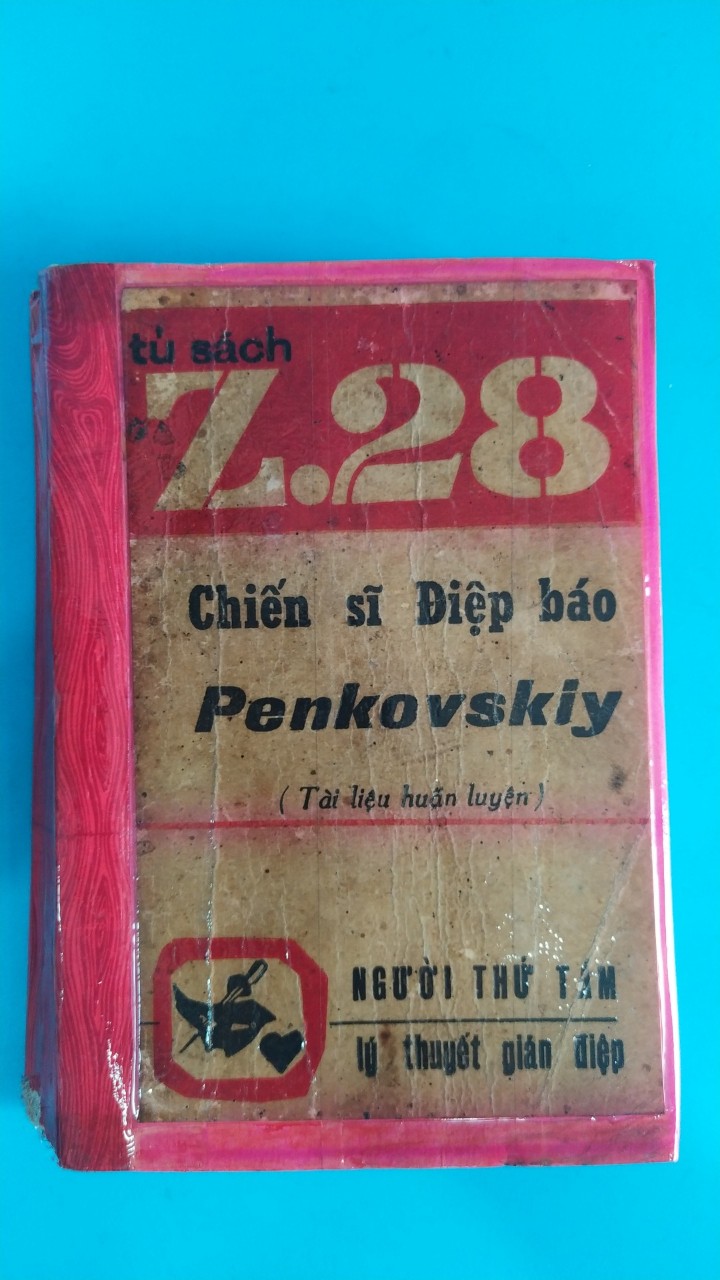 tủ sách
Z.28
Chiến sĩ Điệp báo
Penkovskiy
( Tài liệu huấn luyện )
NGƯỜI THỨ TÁM
lý thuyết gián điệp